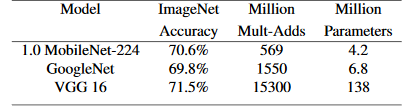 Model ImageNet Million Million
Accuracy Mult-Adds Parameters
1.0 MobileNet-224 70.6% 569 4.2
GoogleNet 69.8% 1550 6.8
VGG 16 71.5% 15300 138